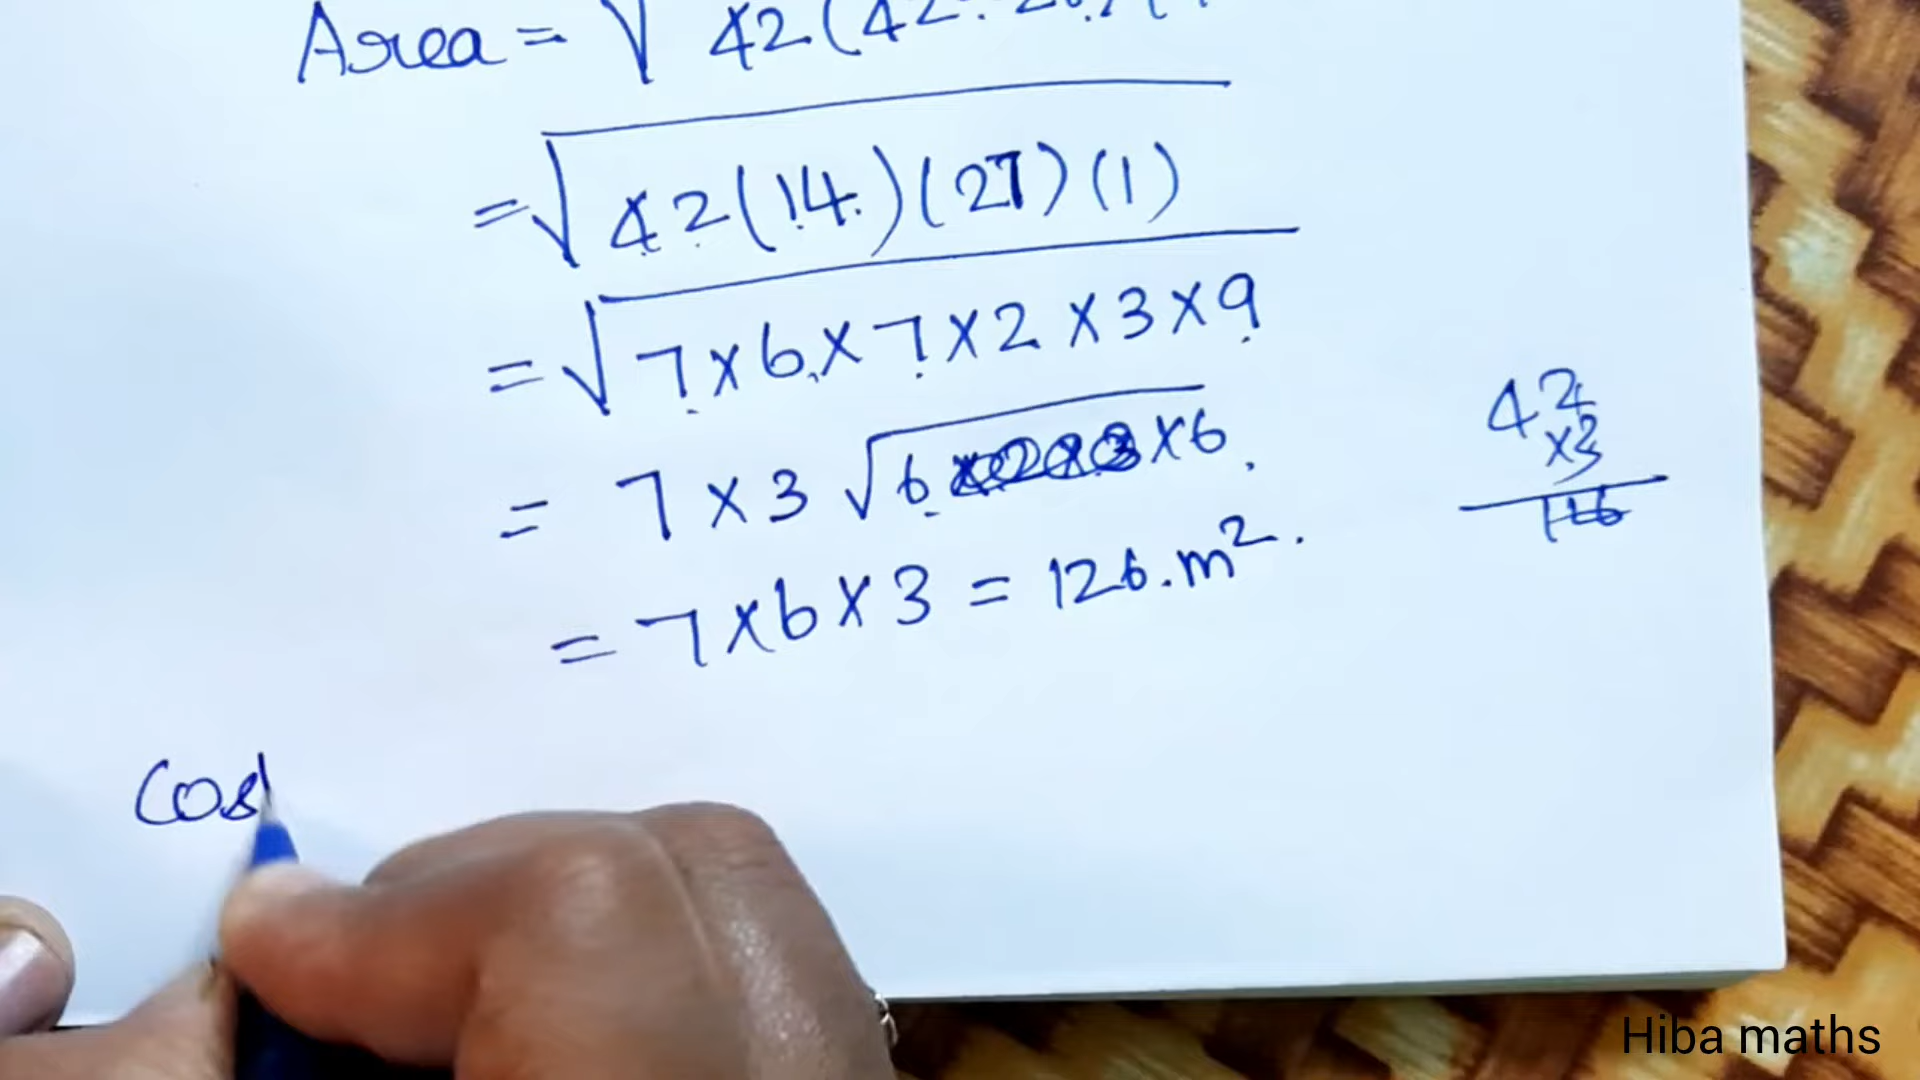 Area = √ 42(42
= √42(14)(27)(1)
= √7×6×7×2×3×9
= 7×3 √6 ×6
= 7×6×3 = 126.m².
42
×3
Cos
Hiba maths